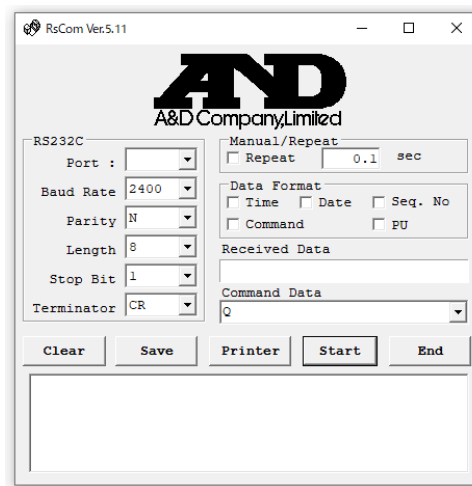 RsCom Ver.5.11
AND
A&D Company,Limited
RS232C
Port :
Baud Rate 2400
Parity N
Length 8
Stop Bit 1
Terminator CR
Manual/Repeat
Repeat 0.1 sec
Data Format
Time Date Seq. No
Command PU
Received Data
Command Data
Q
Clear Save Printer Start End